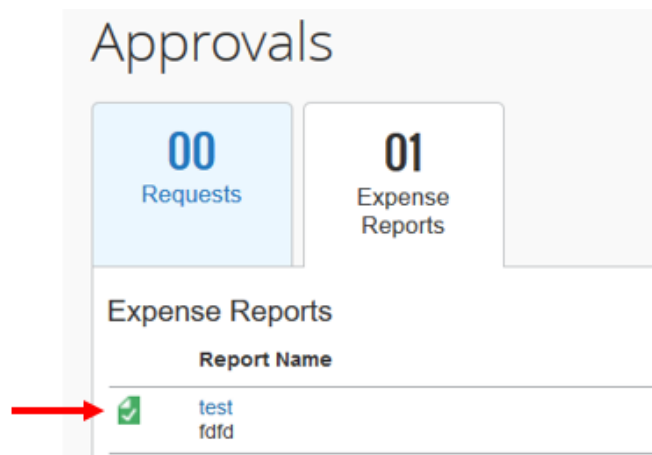 Approvals
00
Requests
01
Expense
Reports
Expense Reports
Report Name
test
fdfd